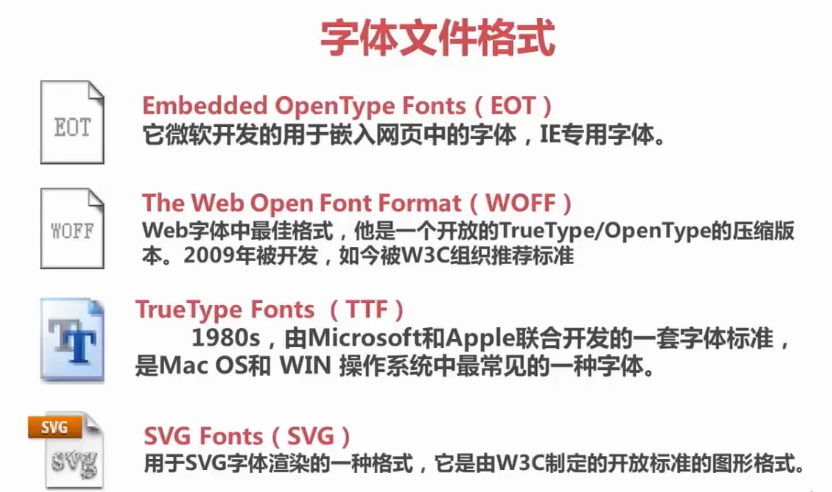 字体文件格式
EOT
Embedded OpenType Fonts（EOT）
它微软开发的用于嵌入网页中的字体，IE专用字体。
WOFF
The Web Open Font Format（WOFF）
Web字体中最佳格式，他是一个开放的TrueType/OpenType的压缩版
本。2009年被开发，如今被W3C组织推荐标准
TT
TrueType Fonts （TTF）
1980s，由Microsoft和Apple联合开发的一套字体标准，
是Mac OS和 WIN 操作系统中最常见的一种字体。
SVG
svg
SVG Fonts（SVG）
用于SVG字体渲染的一种格式，它是由W3C制定的开放标准的图形格式。